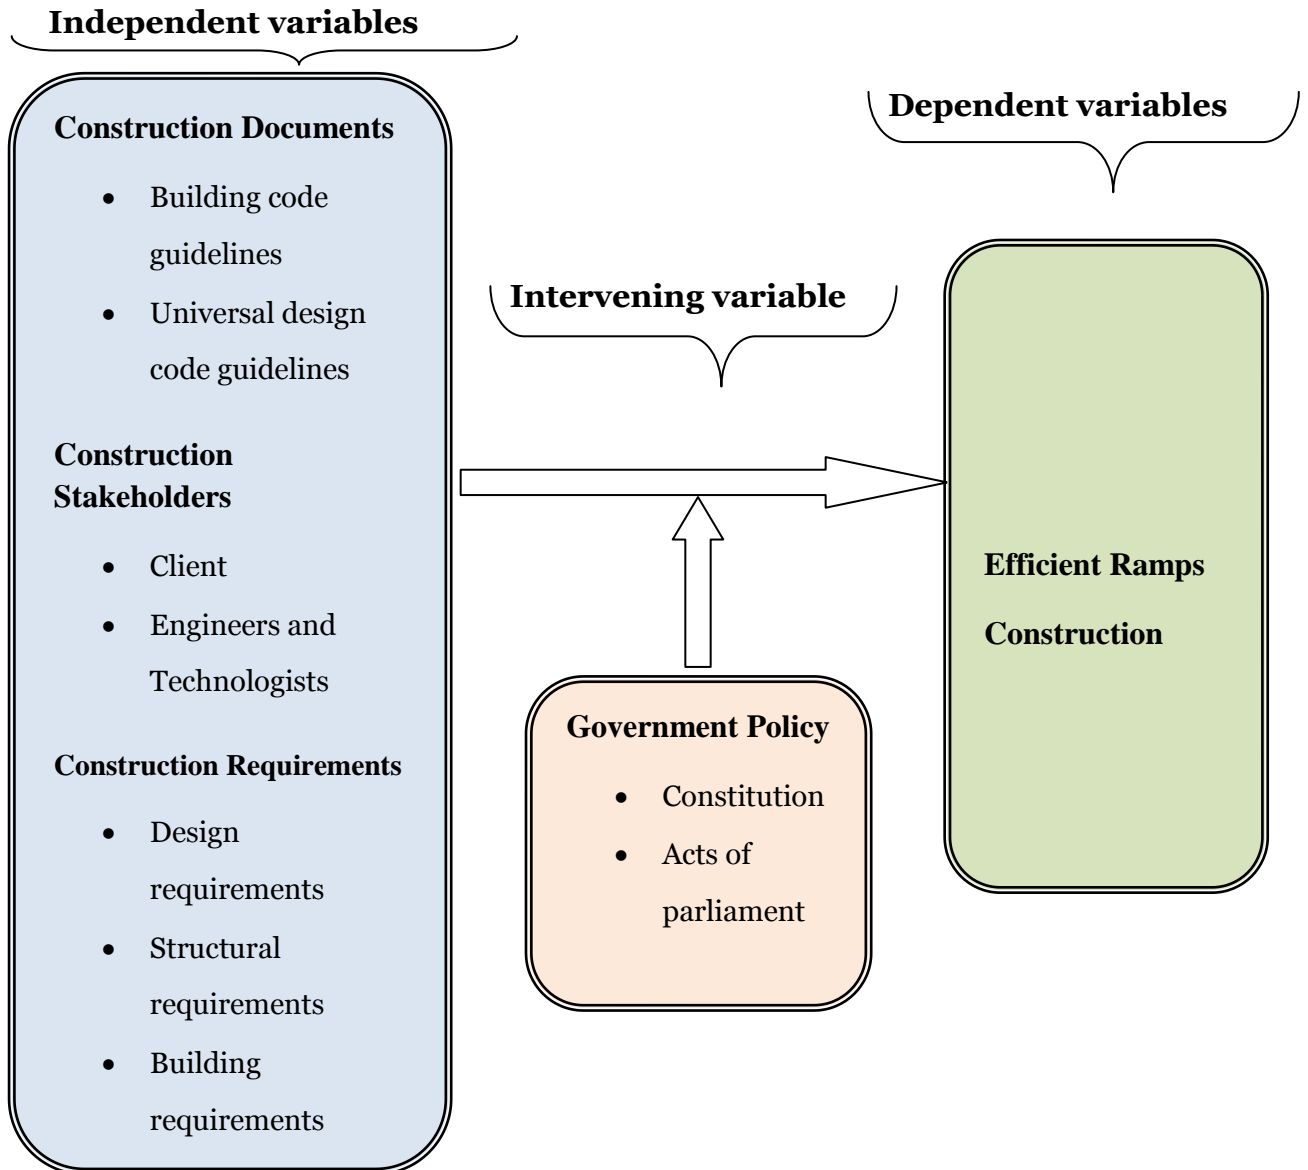 Independent variables
Construction Documents
• Building code
guidelines
• Universal design
code guidelines
Construction
Stakeholders
• Client
• Engineers and
Technologists
Construction Requirements
• Design
requirements
• Structural
requirements
• Building
requirements
Intervening variable
Government Policy
• Constitution
• Acts of
parliament
Dependent variables
Efficient Ramps
Construction